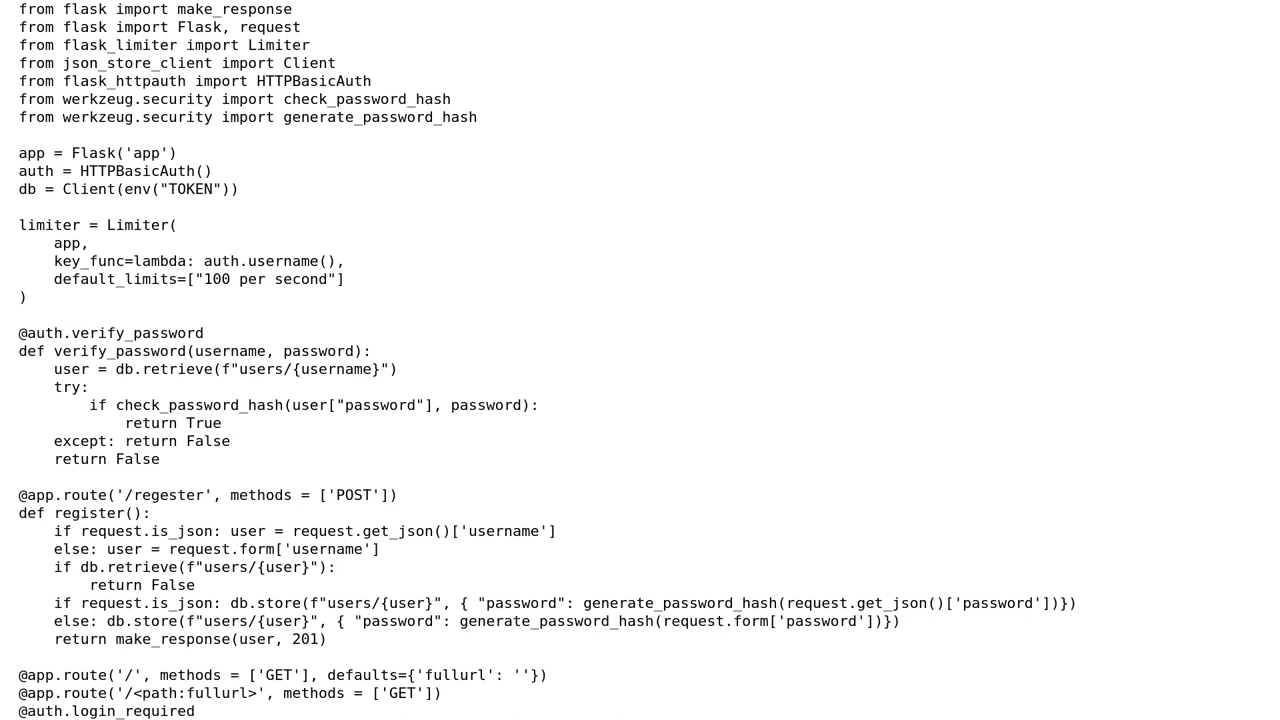 from flask import make_response
from flask import Flask, request
from flask_limiter import Limiter
from json_store_client import Client
from flask_httpauth import HTTPBasicAuth
from werkzeug.security import check_password_hash
from werkzeug.security import generate_password_hash

app = Flask('app')
auth = HTTPBasicAuth()
db = Client(env("TOKEN"))

limiter = Limiter(
    app,
    key_func=lambda: auth.username(),
    default_limits=["100 per second"]
)

@auth.verify_password
def verify_password(username, password):
    user = db.retrieve(f"users/{username}")
    try:
        if check_password_hash(user["password"], password):
            return True
    except: return False
    return False

@app.route('/regester', methods = ['POST'])
def register():
    if request.is_json: user = request.get_json()['username']
    else: user = request.form['username']
    if db.retrieve(f"users/{user}"):
        return False
    if request.is_json: db.store(f"users/{user}", { "password": generate_password_hash(request.get_json()['password'])})
    else: db.store(f"users/{user}", { "password": generate_password_hash(request.form['password'])})
    return make_response(user, 201)

@app.route('/', methods = ['GET'], defaults={'fullurl': ''})
@app.route('/<path:fullurl>', methods = ['GET'])
@auth.login_required